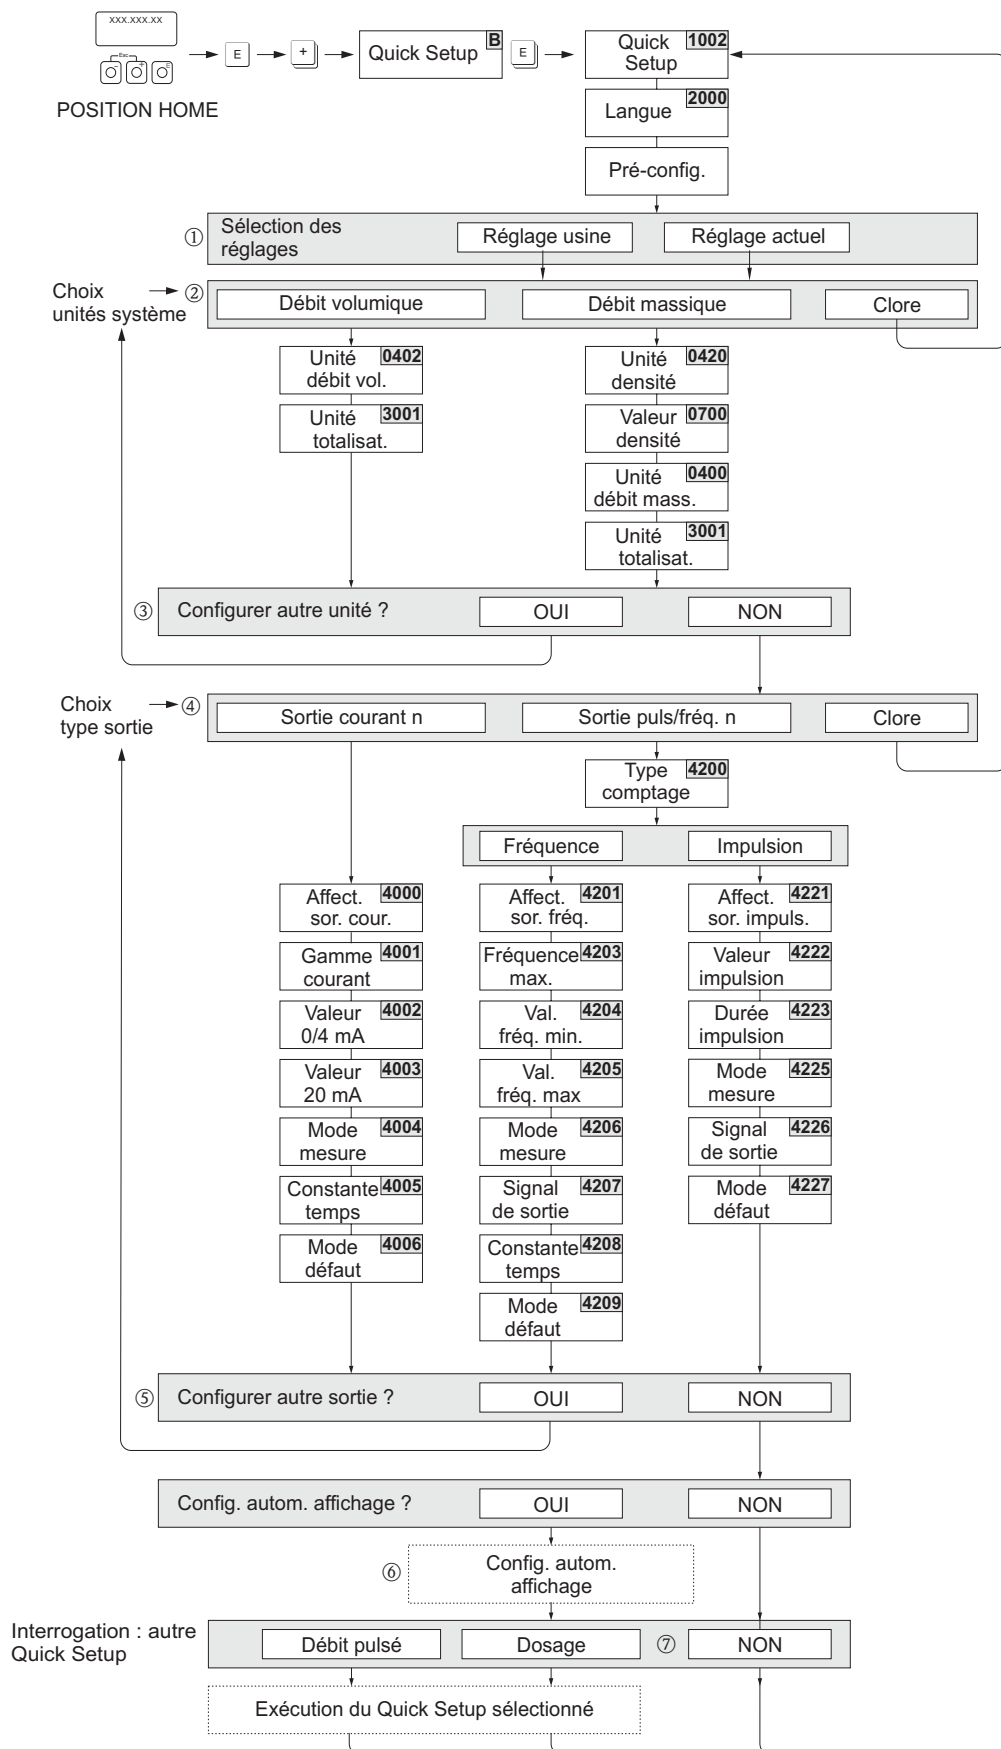 xxx.xxx.xx
Esc
- + E
E
+
Quick Setup B
E
Quick 1002
Setup
POSITION HOME
Langue 2000
Pré-config.
① Sélection des
réglages
Réglage usine
Réglage actuel
Choix
unités système
②
Débit volumique
Débit massique
Clore
Unité 0402
débit vol.
Unité 0420
densité
Unité 3001
totalisat.
Valeur 0700
densité
Unité 0400
débit mass.
Unité 3001
totalisat.
③ Configurer autre unité ?
OUI
NON
Choix
type sortie
④
Sortie courant n
Sortie puls/fréq. n
Clore
Type 4200
comptage
Fréquence
Impulsion
Affect. 4000
sor. cour.
Affect. 4201
sor. fréq.
Affect. 4221
sor. impuls.
Gamme 4001
courant
Fréquence 4203
max.
Valeur 4222
impulsion
Valeur 4002
0/4 mA
Val. 4204
fréq. min.
Durée 4223
impulsion
Valeur 4003
20 mA
Val. 4205
fréq. max
Mode 4225
mesure
Mode 4004
mesure
Mode 4206
mesure
Signal 4226
de sortie
Constante 4005
temps
Signal 4207
de sortie
Mode 4227
défaut
Mode 4006
défaut
Constante 4208
temps
Mode 4209
défaut
⑤ Configurer autre sortie ?
OUI
NON
Config. autom. affichage ?
OUI
NON
⑥ Config. autom.
affichage
Interrogation : autre
Quick Setup
Débit pulsé
Dosage
⑦ NON
Exécution du Quick Setup sélectionné